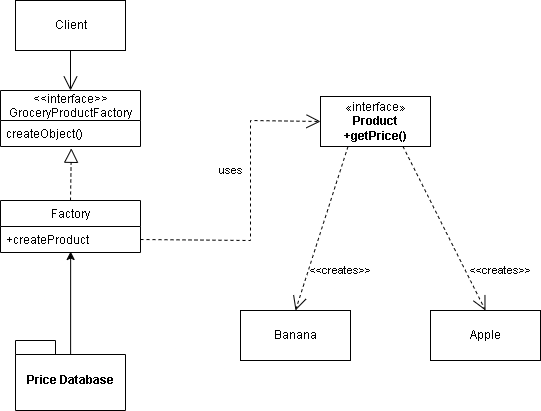 Client
<<interface>>
GroceryProductFactory
createObject()
«interface»
Product
+getPrice()
uses
Factory
+createProduct
<<creates>>
<<creates>>
Banana
Apple
Price Database